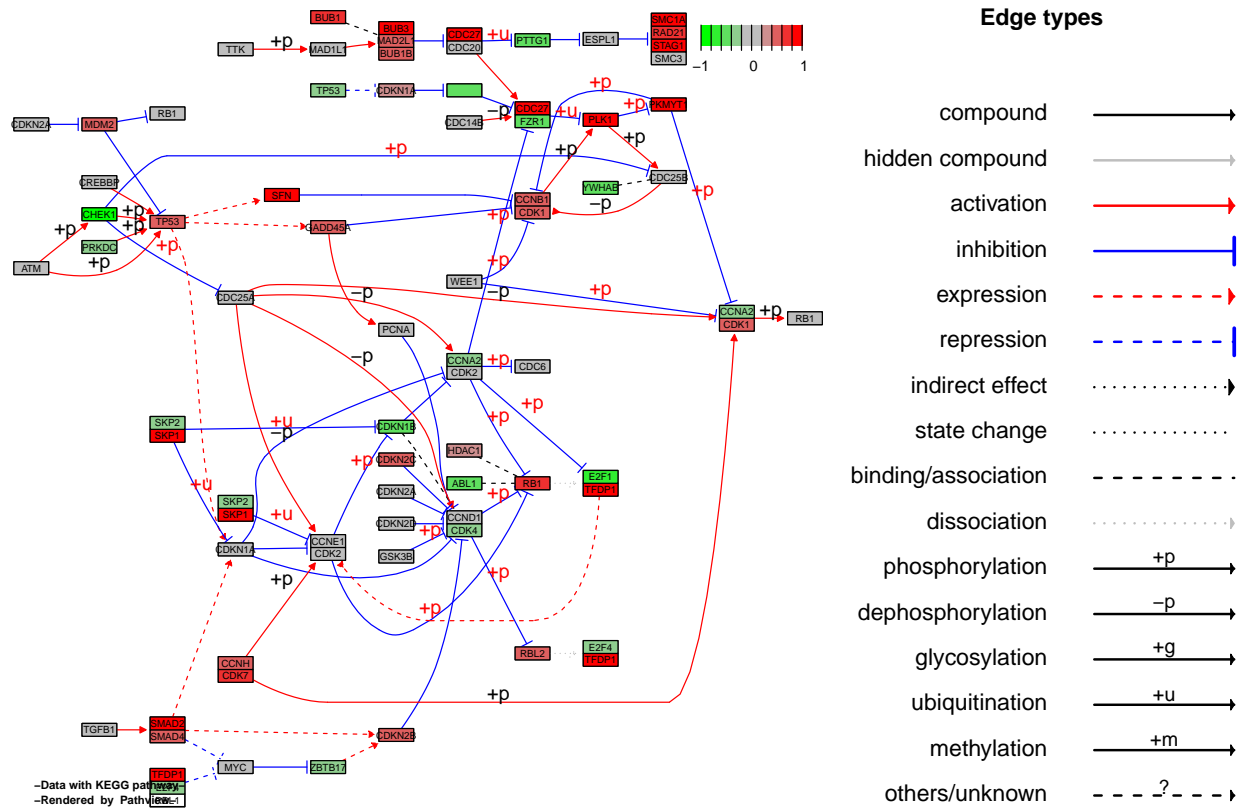 Edge types
BUB1
SMC1A
BUB3
CDC27
+u
RAD21
+p
MAD2L1
PTTG1
ESPL1
STAG1
TTK
MAD1L1
BUB1B
CDC20
SMC3
−1 0 1
TP53
CDKN1A
+p
CDC27
−p
+u
+p
PKMYT1
RB1
CDKN2A
MDM2
CDC14B
FZR1
PLK1
+p
+p
+p
CREBBP
CDC25B
YWHAB
+p
SFN
CCNB1
−p
CHEK1
+p
TP53
CDK1
GADD45A
+p
+p
+p
PRKDC
+p
ATM
+p
+p
WEE1
−p
+p
CDC25A
−p
CCNA2
+p
RB1
CDK1
PCNA
−p
CCNA2
+p
CDC6
CDK2
+p
SKP2
+u
CDKN1B
+p
SKP1
−p
HDAC1
+p
CDKN2C
E2F1
+u
ABL1
RB1
TFDP1
CDKN2A
+p
SKP2
SKP1
+u
CCND1
CDKN2D
+p
CDK4
CCNE1
CDKN1A
CDK2
GSK3B
+p
+p
+p
+p
RBL2
E2F4
TFDP1
CCNH
CDK7
+p
SMAD2
TGFB1
SMAD4
CDKN2B
MYC
ZBTB17
TFDP1
−Data with KEGG pathway−
−Rendered by Pathview−
compound
hidden compound
activation
inhibition
expression
repression
indirect effect
state change
binding/association
dissociation
phosphorylation
+p
dephosphorylation
−p
glycosylation
+g
ubiquitination
+u
methylation
+m
others/unknown
?